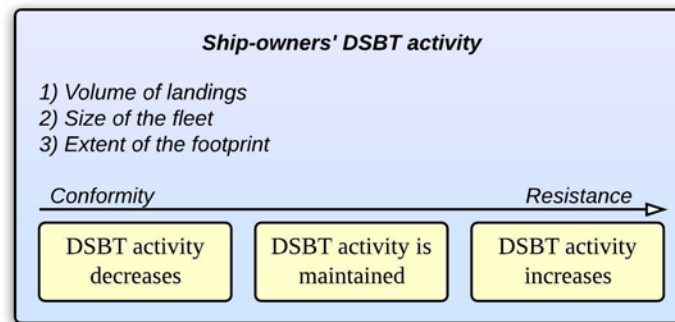 Ship-owners' DSBT activity
1) Volume of landings
2) Size of the fleet
3) Extent of the footprint
Conformity
Resistance
DSBT activity
decreases
DSBT activity is
maintained
DSBT activity
increases